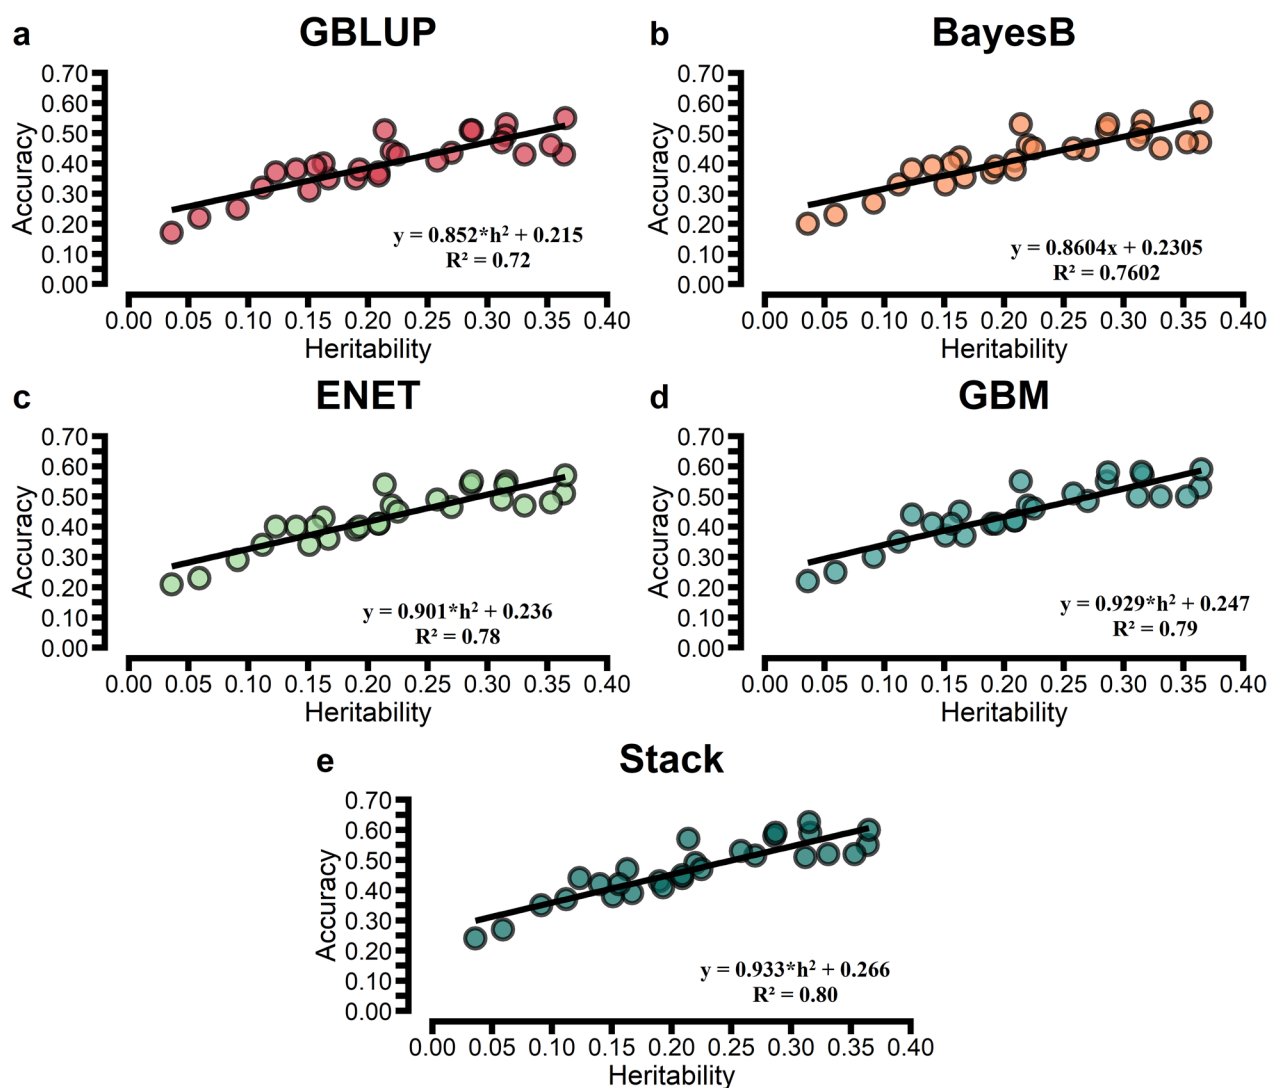 a
GBLUP
0.70
0.60
0.50
0.40
0.30
0.20
0.10
0.00
Accuracy
y = 0.852*h² + 0.215
R² = 0.72
0.00 0.05 0.10 0.15 0.20 0.25 0.30 0.35 0.40
Heritability
b
BayesB
0.70
0.60
0.50
0.40
0.30
0.20
0.10
0.00
Accuracy
y = 0.8604x + 0.2305
R² = 0.7602
0.00 0.05 0.10 0.15 0.20 0.25 0.30 0.35 0.40
Heritability
c
ENET
0.70
0.60
0.50
0.40
0.30
0.20
0.10
0.00
Accuracy
y = 0.901*h² + 0.236
R² = 0.78
0.00 0.05 0.10 0.15 0.20 0.25 0.30 0.35 0.40
Heritability
d
GBM
0.70
0.60
0.50
0.40
0.30
0.20
0.10
0.00
Accuracy
y = 0.929*h² + 0.247
R² = 0.79
0.00 0.05 0.10 0.15 0.20 0.25 0.30 0.35 0.40
Heritability
e
Stack
0.70
0.60
0.50
0.40
0.30
0.20
0.10
0.00
Accuracy
y = 0.933*h² + 0.266
R² = 0.80
0.00 0.05 0.10 0.15 0.20 0.25 0.30 0.35 0.40
Heritability